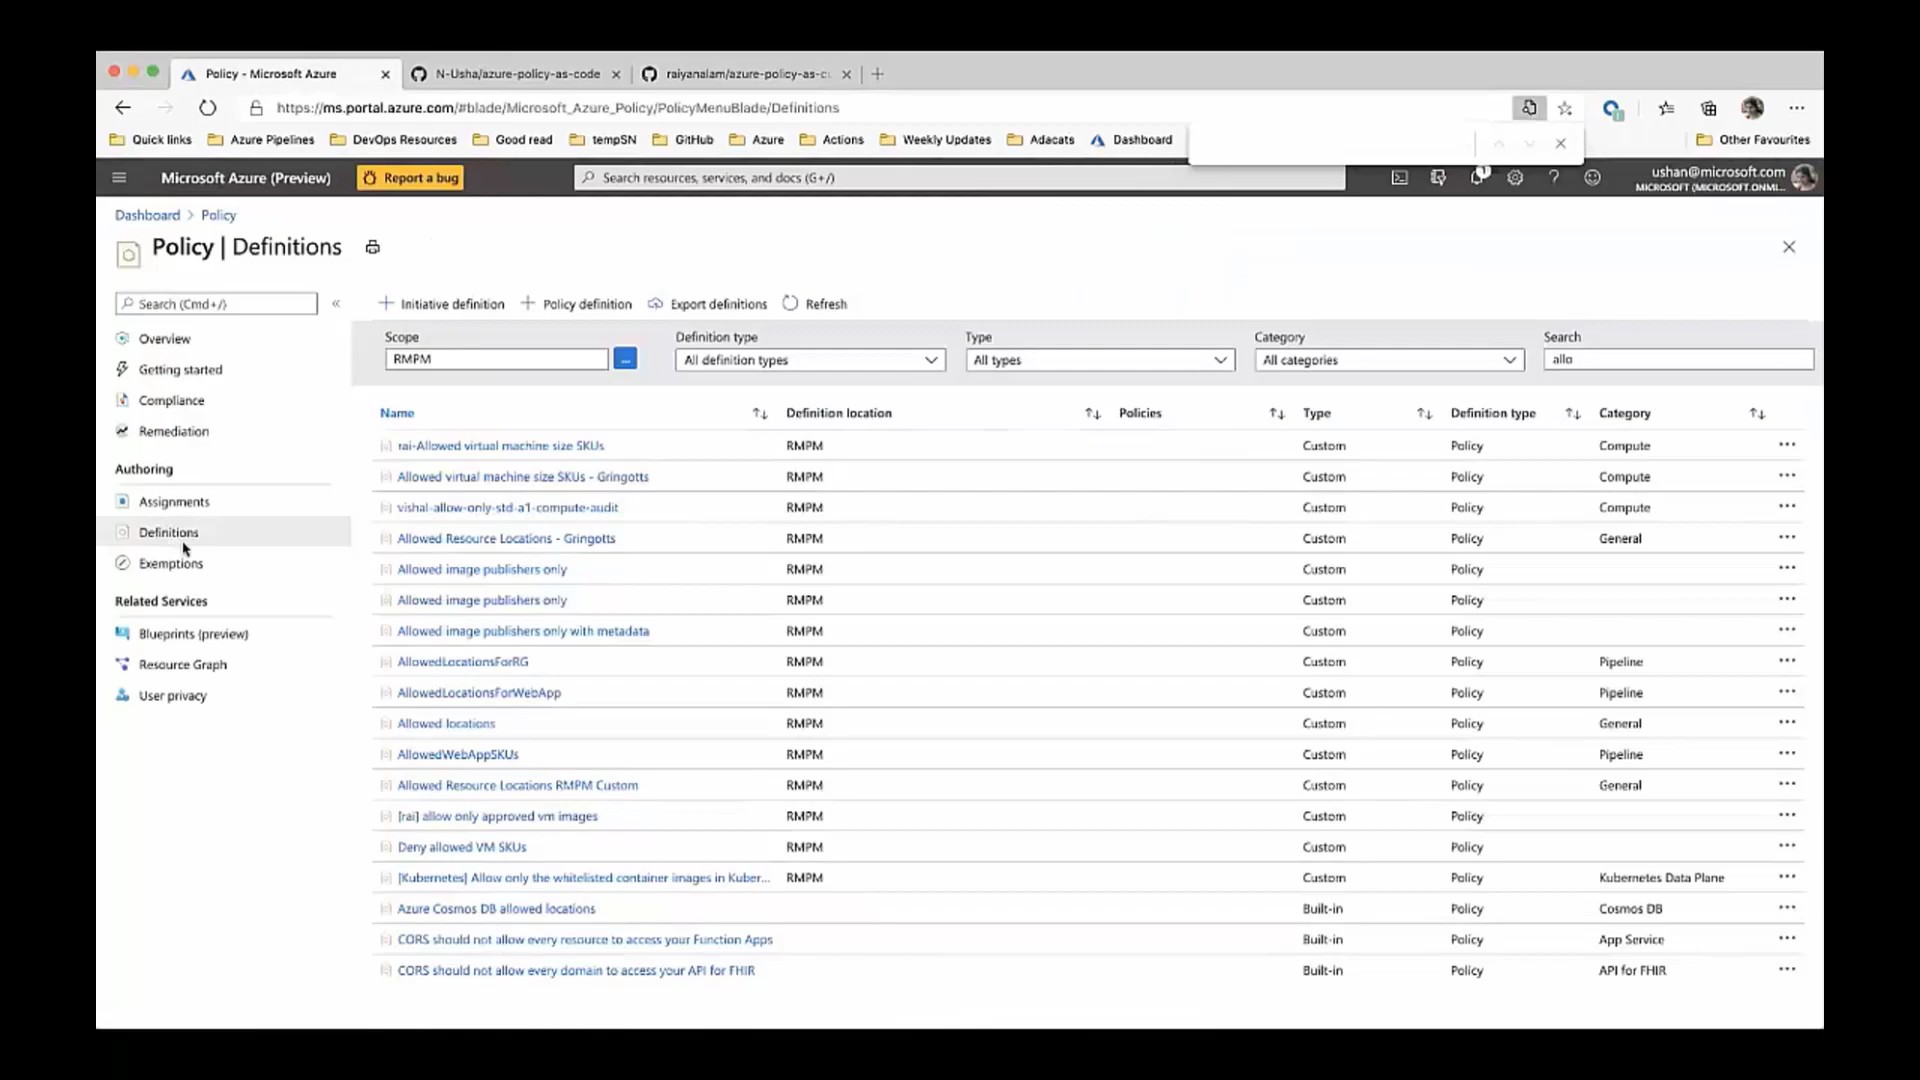 Policy - Microsoft Azure
N-Usha/azure-policy-as-code
raiyanalam/azure-policy-as-c
https://ms.portal.azure.com/#blade/Microsoft_Azure_Policy/PolicyMenuBlade/Definitions
Quick links
Azure Pipelines
DevOps Resources
Good read
tempSN
GitHub
Azure
Actions
Weekly Updates
Adacats
Dashboard
Other Favourites
Microsoft Azure (Preview)
Report a bug
Search resources, services, and docs (G+/)
1
ushan@microsoft.com
MICROSOFT (MICROSOFT.ONMI...
Dashboard > Policy
Policy | Definitions
Search (Cmd+/)
Overview
Getting started
Compliance
Remediation
Authoring
Assignments
Definitions
Exemptions
Related Services
Blueprints (preview)
Resource Graph
User privacy
Initiative definition
Policy definition
Export definitions
Refresh
Scope
RMPM
...
Definition type
All definition types
Type
All types
Category
All categories
Search
allo
Name Definition location Policies Type Definition type Category
rai-Allowed virtual machine size SKUs RMPM Custom Policy Compute
Allowed virtual machine size SKUs - Gringotts RMPM Custom Policy Compute
vishal-allow-only-std-a1-compute-audit RMPM Custom Policy Compute
Allowed Resource Locations - Gringotts RMPM Custom Policy General
Allowed image publishers only RMPM Custom Policy
Allowed image publishers only RMPM Custom Policy
Allowed image publishers only with metadata RMPM Custom Policy
AllowedLocationsForRG RMPM Custom Policy Pipeline
AllowedLocationsForWebApp RMPM Custom Policy Pipeline
Allowed locations RMPM Custom Policy General
AllowedWebAppSKUs RMPM Custom Policy Pipeline
Allowed Resource Locations RMPM Custom RMPM Custom Policy General
[rai] allow only approved vm images RMPM Custom Policy
Deny allowed VM SKUs RMPM Custom Policy
[Kubernetes] Allow only the whitelisted container images in Kuber... RMPM Custom Policy Kubernetes Data Plane
Azure Cosmos DB allowed locations Built-in Policy Cosmos DB
CORS should not allow every resource to access your Function Apps Built-in Policy App Service
CORS should not allow every domain to access your API for FHIR Built-in Policy API for FHIR